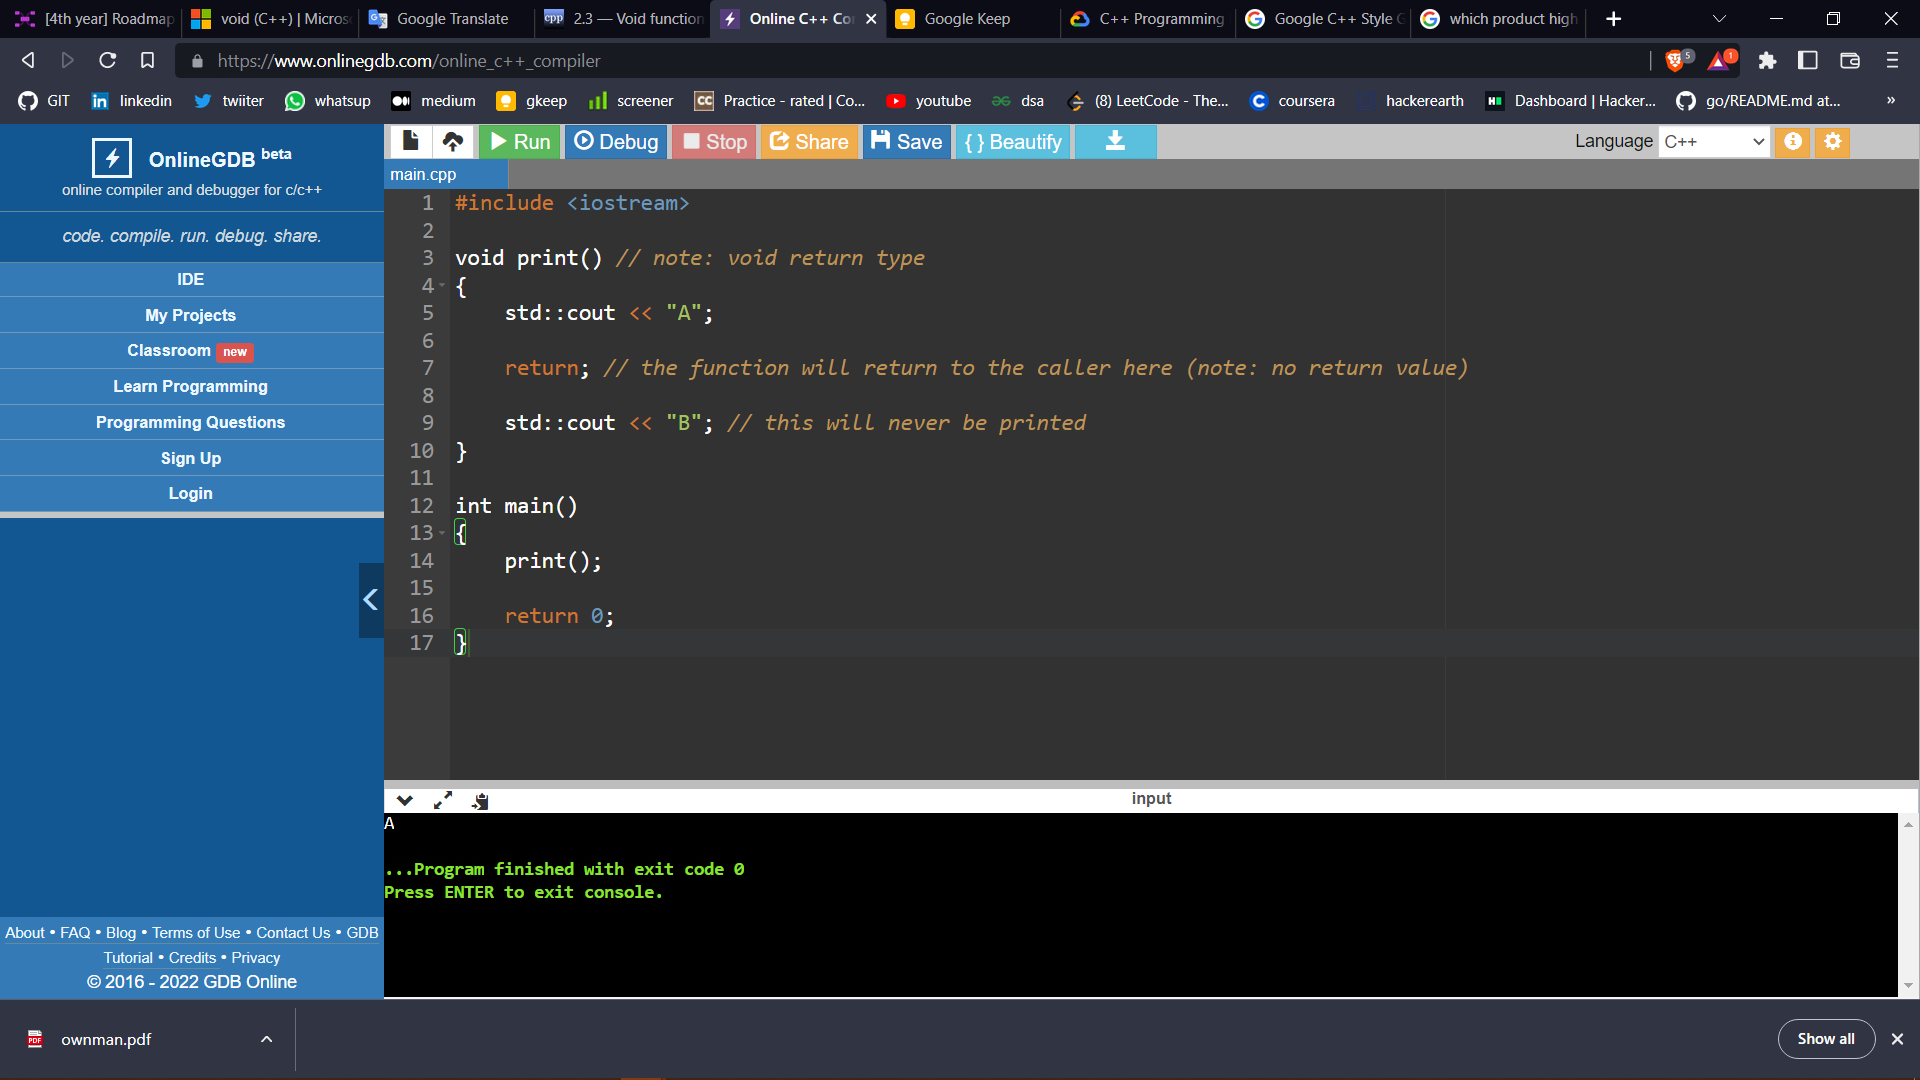 [4th year] Roadmap
void (C++) | Micros
Google Translate
2.3 — Void function
Online C++ Co
Google Keep
C++ Programming
Google C++ Style G
which product high
https://www.onlinegdb.com/online_c++_compiler
5
1
GIT
linkedin
twiiter
whatsup
medium
gkeep
screener
Practice - rated | Co...
youtube
dsa
(8) LeetCode - The...
coursera
hackerearth
Dashboard | Hacker...
go/README.md at...
»
OnlineGDB beta
online compiler and debugger for c/c++
code. compile. run. debug. share.
IDE
My Projects
Classroom new
Learn Programming
Programming Questions
Sign Up
Login
About • FAQ • Blog • Terms of Use • Contact Us • GDB
Tutorial • Credits • Privacy
© 2016 - 2022 GDB Online
Run
Debug
Stop
Share
Save
{ } Beautify
Language C++
main.cpp
1 #include <iostream>
2
3 void print() // note: void return type
4 {
5     std::cout << "A";
6
7     return; // the function will return to the caller here (note: no return value)
8
9     std::cout << "B"; // this will never be printed
10 }
11
12 int main()
13 {
14     print();
15
16     return 0;
17 }
input
A
...Program finished with exit code 0
Press ENTER to exit console.
ownman.pdf
Show all